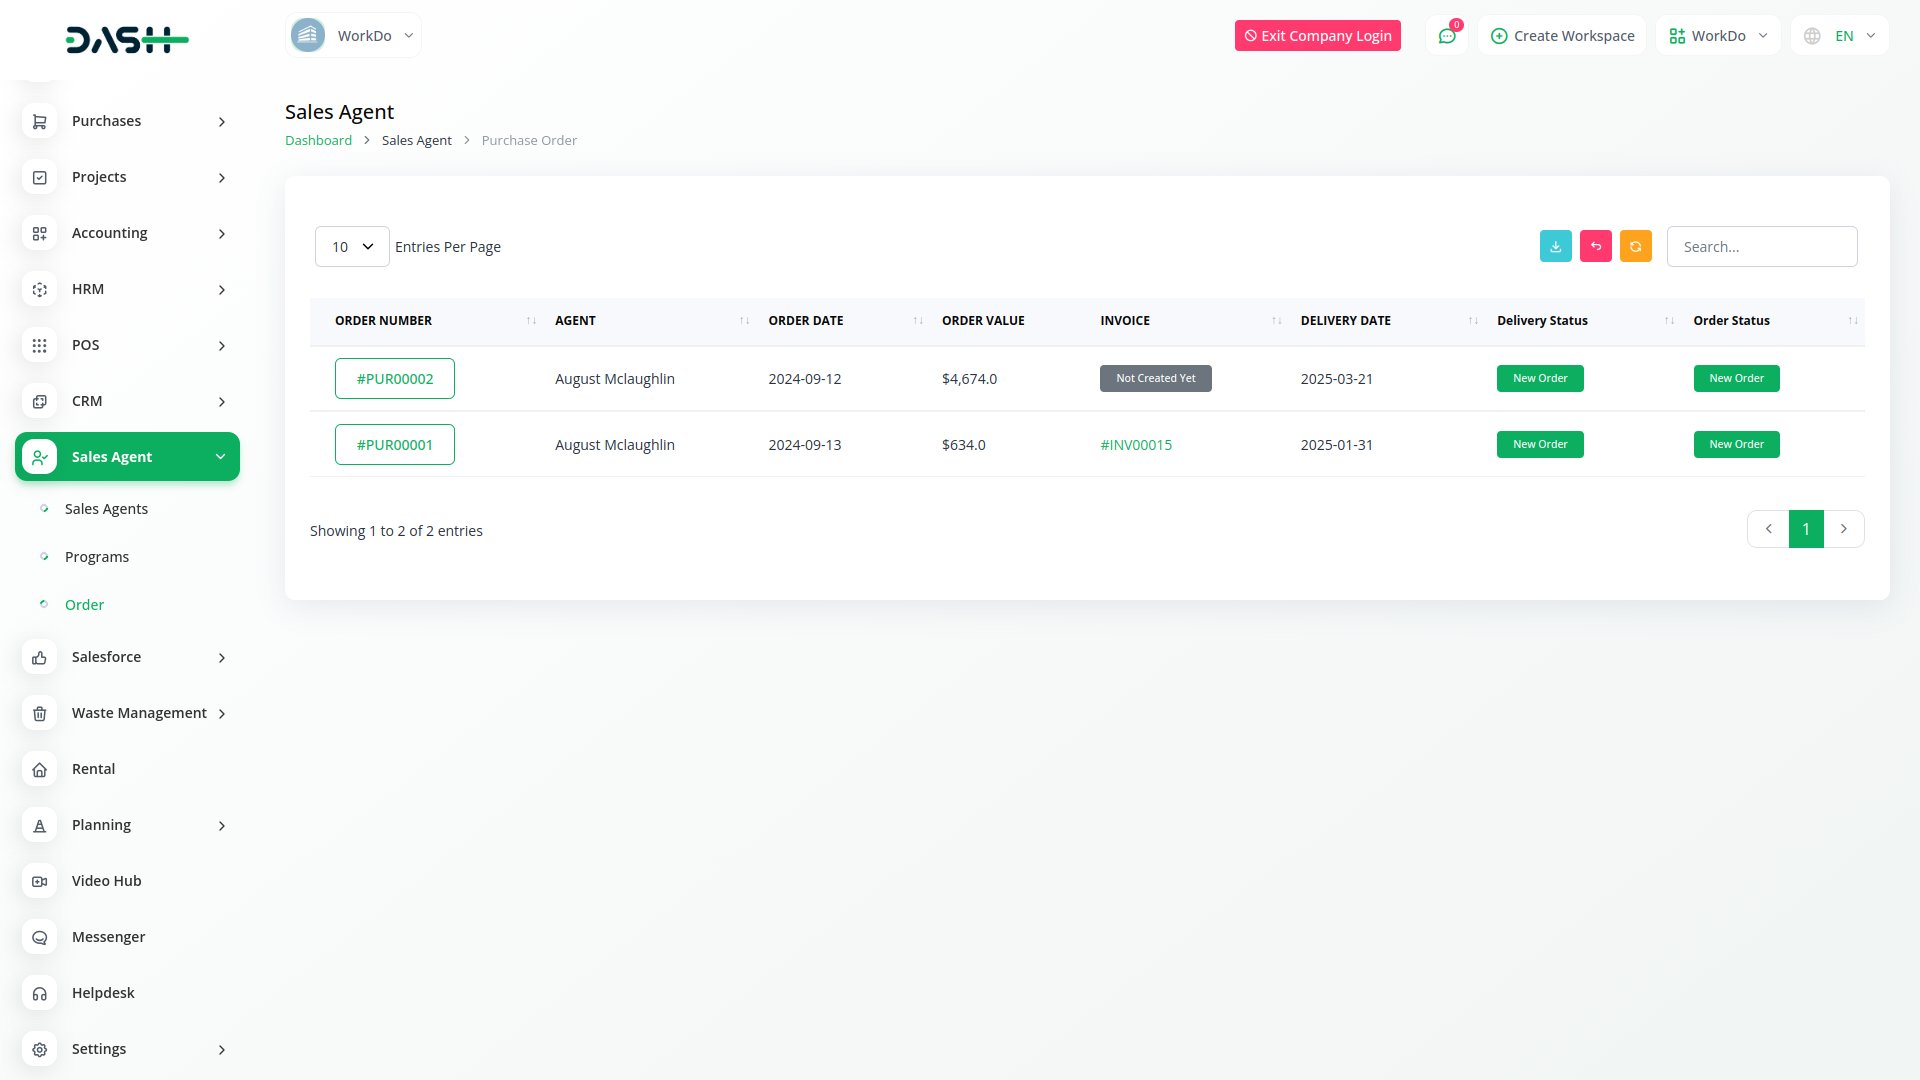 DASH
WorkDo
Exit Company Login
0
Create Workspace
WorkDo
EN
Purchases
Projects
Accounting
HRM
POS
CRM
Sales Agent
Sales Agents
Programs
Order
Salesforce
Waste Management
Rental
Planning
Video Hub
Messenger
Helpdesk
Settings
Sales Agent
Dashboard > Sales Agent > Purchase Order
10 Entries Per Page
Search...
ORDER NUMBER ↑↓ AGENT ↑↓ ORDER DATE ↑↓ ORDER VALUE INVOICE ↑↓ DELIVERY DATE ↑↓ Delivery Status ↑↓ Order Status ↑↓
#PUR00002 August Mclaughlin 2024-09-12 $4,674.0 Not Created Yet 2025-03-21 New Order New Order
#PUR00001 August Mclaughlin 2024-09-13 $634.0 #INV00015 2025-01-31 New Order New Order
Showing 1 to 2 of 2 entries
‹ 1 ›